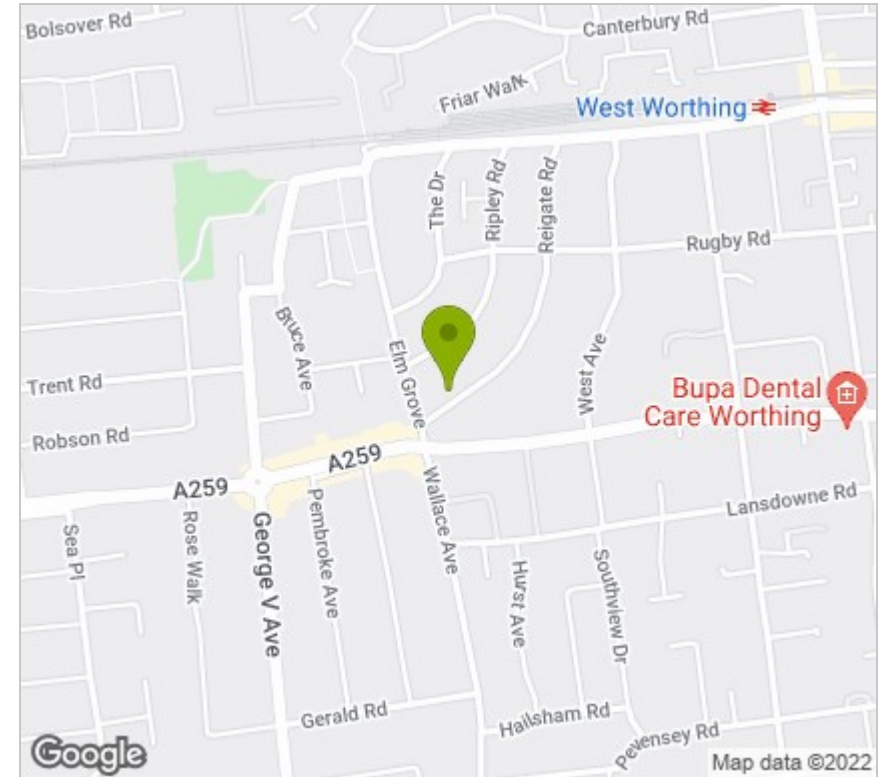 Bolsover Rd
Canterbury Rd
Friar Walk
West Worthing
The Dr
Ripley Rd
Reigate Rd
Rugby Rd
Bruce Ave
Elm Grove
West Ave
Trent Rd
Bupa Dental
Care Worthing
Robson Rd
A259
A259
Wallace Ave
Lansdowne Rd
Sea Pl
Rose Walk
George V Ave
Pembroke Ave
Hurst Ave
Southview Dr
Gerald Rd
Hailsham Rd
Pevensey Rd
Google
Map data ©2022